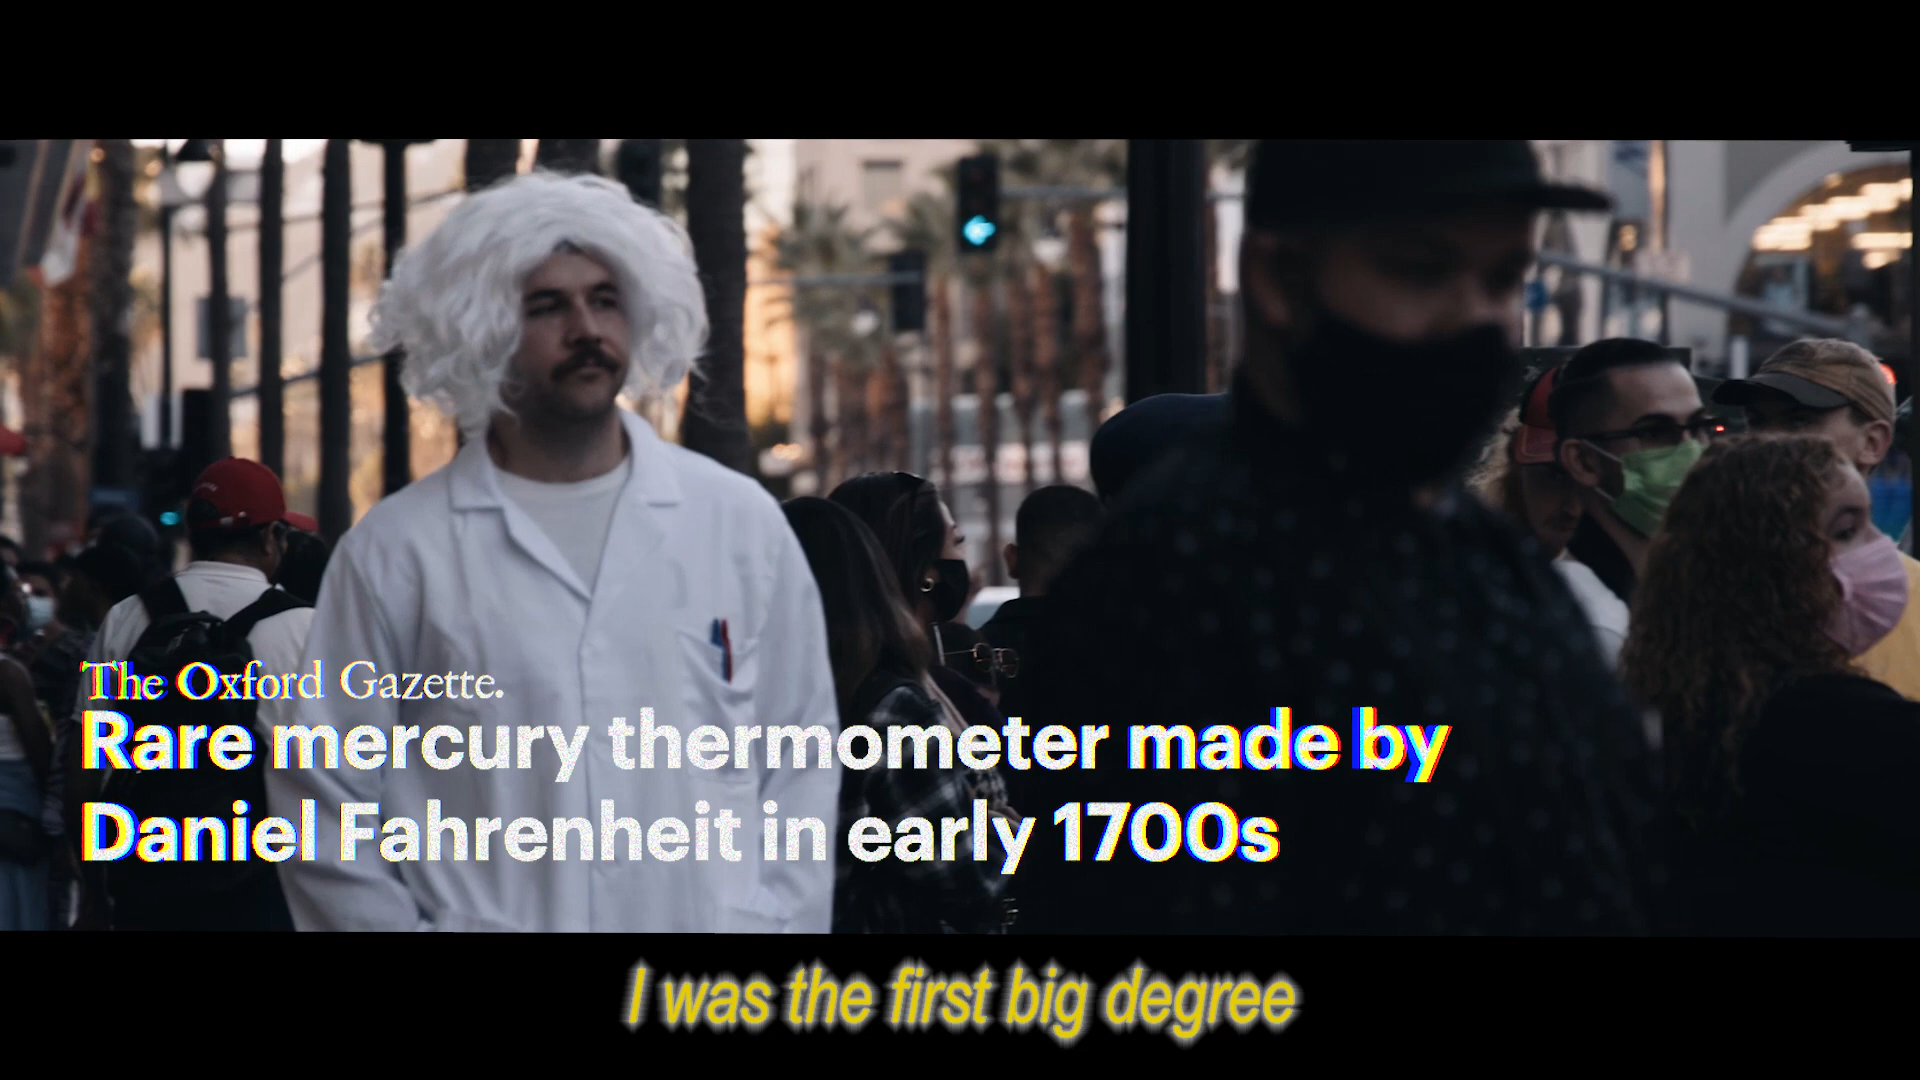 The Oxford Gazette.
Rare mercury thermometer made by
Daniel Fahrenheit in early 1700s
I was the first big degree